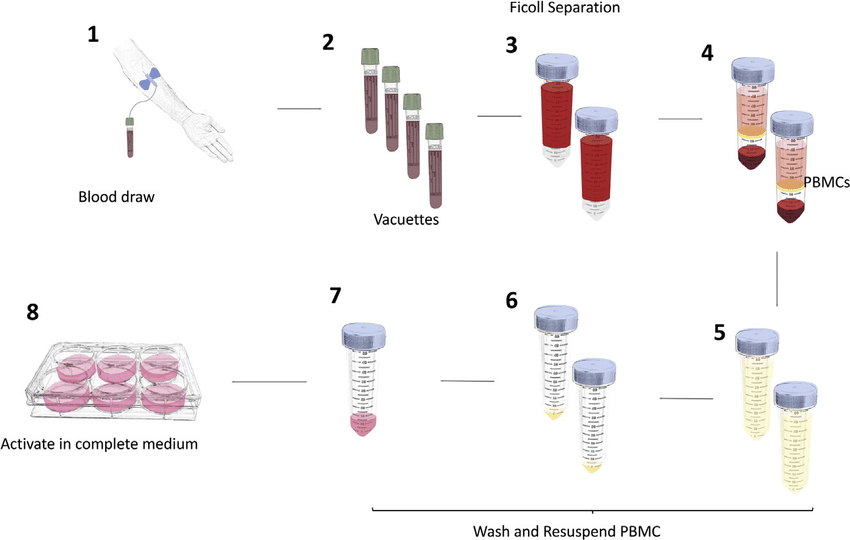 Ficoll Separation
1
2
3
4
Blood draw
Vacuettes
PBMCs
8
7
6
5
Activate in complete medium
Wash and Resuspend PBMC